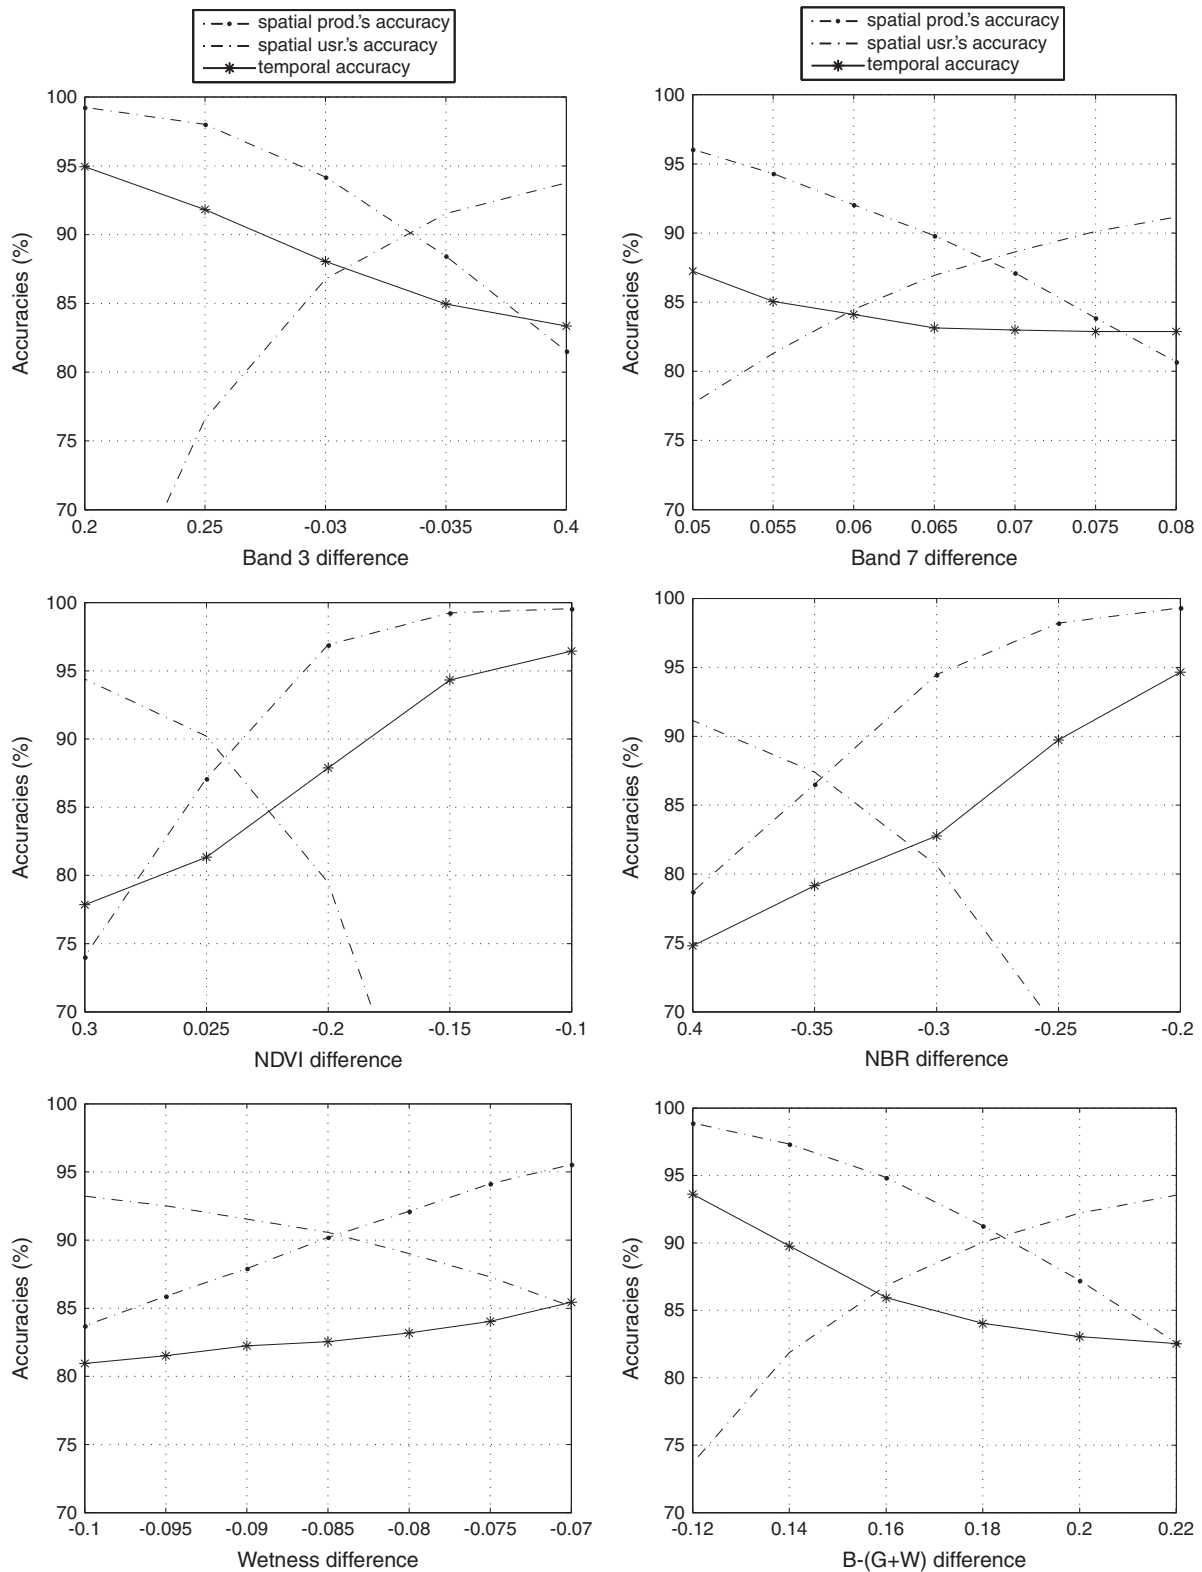 spatial prod.'s accuracy
spatial usr.'s accuracy
temporal accuracy
100
95
90
85
80
75
70
Accuracies (%)
0.2 0.25 -0.03 -0.035 0.4
Band 3 difference
spatial prod.'s accuracy
spatial usr.'s accuracy
temporal accuracy
100
95
90
85
80
75
70
Accuracies (%)
0.05 0.055 0.06 0.065 0.07 0.075 0.08
Band 7 difference
100
95
90
85
80
75
70
Accuracies (%)
0.3 0.025 -0.2 -0.15 -0.1
NDVI difference
100
95
90
85
80
75
70
Accuracies (%)
0.4 -0.35 -0.3 -0.25 -0.2
NBR difference
100
95
90
85
80
75
70
Accuracies (%)
-0.1 -0.095 -0.09 -0.085 -0.08 -0.075 -0.07
Wetness difference
100
95
90
85
80
75
70
Accuracies (%)
-0.12 0.14 0.16 0.18 0.2 0.22
B-(G+W) difference